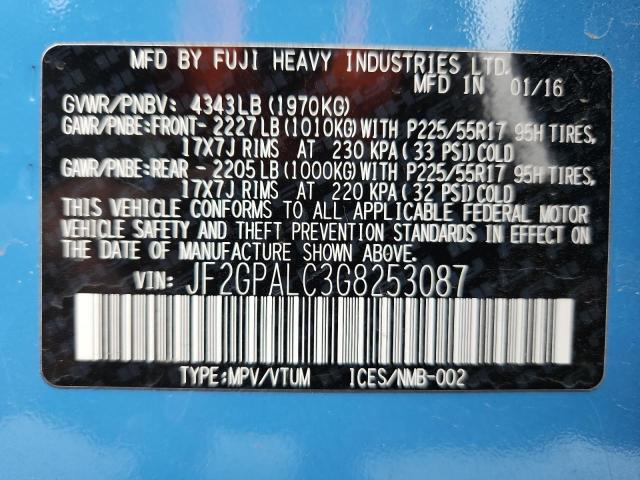 MFD BY FUJI HEAVY INDUSTRIES LTD.
MFD IN 01/16
GVWR/PNBV: 4343LB(1970KG)
GAWR/PNBE:FRONT-2227LB(1010KG)WITH P225/55R17 95H TIRES,
17X7J RIMS AT 230 KPA(33 PSI)COLD
GAWR/PNBE:REAR -2205LB(1000KG)WITH P225/55R17 95H TIRES,
17X7J RIMS AT 220 KPA(32 PSI)COLD
THIS VEHICLE CONFORMS TO ALL APPLICABLE FEDERAL MOTOR
VEHICLE SAFETY AND THEFT PREVENTION STANDARDS IN EFFECT ON
THE DATE OF MANUFACTURE SHOWN ABOVE.
VIN: JF2GPALC3G8253087
TYPE:MPV/VTUM ICES/NMB-002